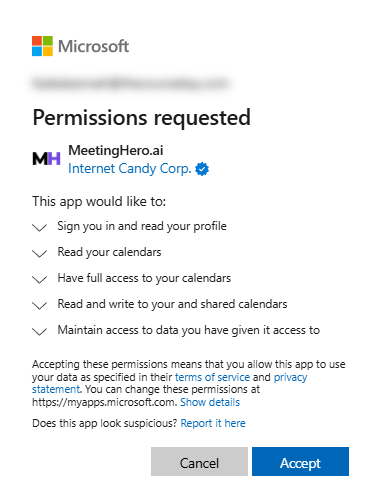 Microsoft
Permissions requested
MH MeetingHero.ai
Internet Candy Corp.
This app would like to:
Sign you in and read your profile
Read your calendars
Have full access to your calendars
Read and write to your and shared calendars
Maintain access to data you have given it access to
Accepting these permissions means that you allow this app to use
your data as specified in their terms of service and privacy
statement. You can change these permissions at
https://myapps.microsoft.com. Show details
Does this app look suspicious? Report it here
Cancel Accept